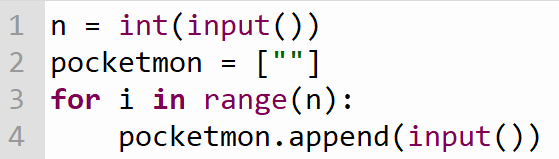 1 n = int(input())
2 pocketmon = [""]
3 for i in range(n):
4     pocketmon.append(input())